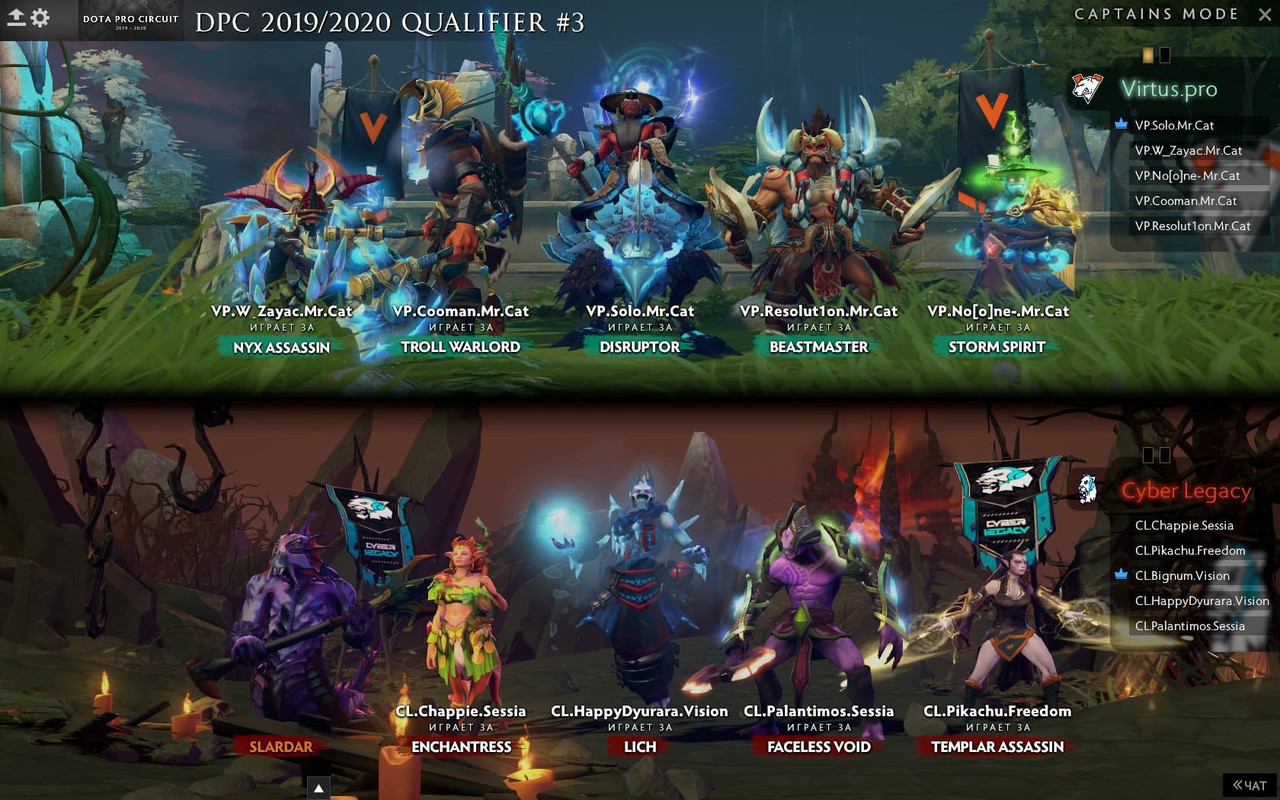 DOTA PRO CIRCUIT
2019 - 2020
DPC 2019/2020 QUALIFIER #3
CAPTAINS MODE
Virtus.pro
VP.Solo.Mr.Cat
VP.W_Zayac.Mr.Cat
VP.No[o]ne-.Mr.Cat
VP.Cooman.Mr.Cat
VP.Resolut1on.Mr.Cat
VP.W_Zayac.Mr.Cat
ИГРАЕТ ЗА
NYX ASSASSIN
VP.Cooman.Mr.Cat
ИГРАЕТ ЗА
TROLL WARLORD
VP.Solo.Mr.Cat
ИГРАЕТ ЗА
DISRUPTOR
VP.Resolut1on.Mr.Cat
ИГРАЕТ ЗА
BEASTMASTER
VP.No[o]ne-.Mr.Cat
ИГРАЕТ ЗА
STORM SPIRIT
Cyber Legacy
CL.Chappie.Sessia
CL.Pikachu.Freedom
CL.Bignum.Vision
CL.HappyDyurara.Vision
CL.Palantimos.Sessia
CYBER
LEGACY
CYBER
LEGACY
SLARDAR
CL.Chappie.Sessia
ИГРАЕТ ЗА
ENCHANTRESS
CL.HappyDyurara.Vision
ИГРАЕТ ЗА
LICH
CL.Palantimos.Sessia
ИГРАЕТ ЗА
FACELESS VOID
CL.Pikachu.Freedom
ИГРАЕТ ЗА
TEMPLAR ASSASSIN
«ЧАТ